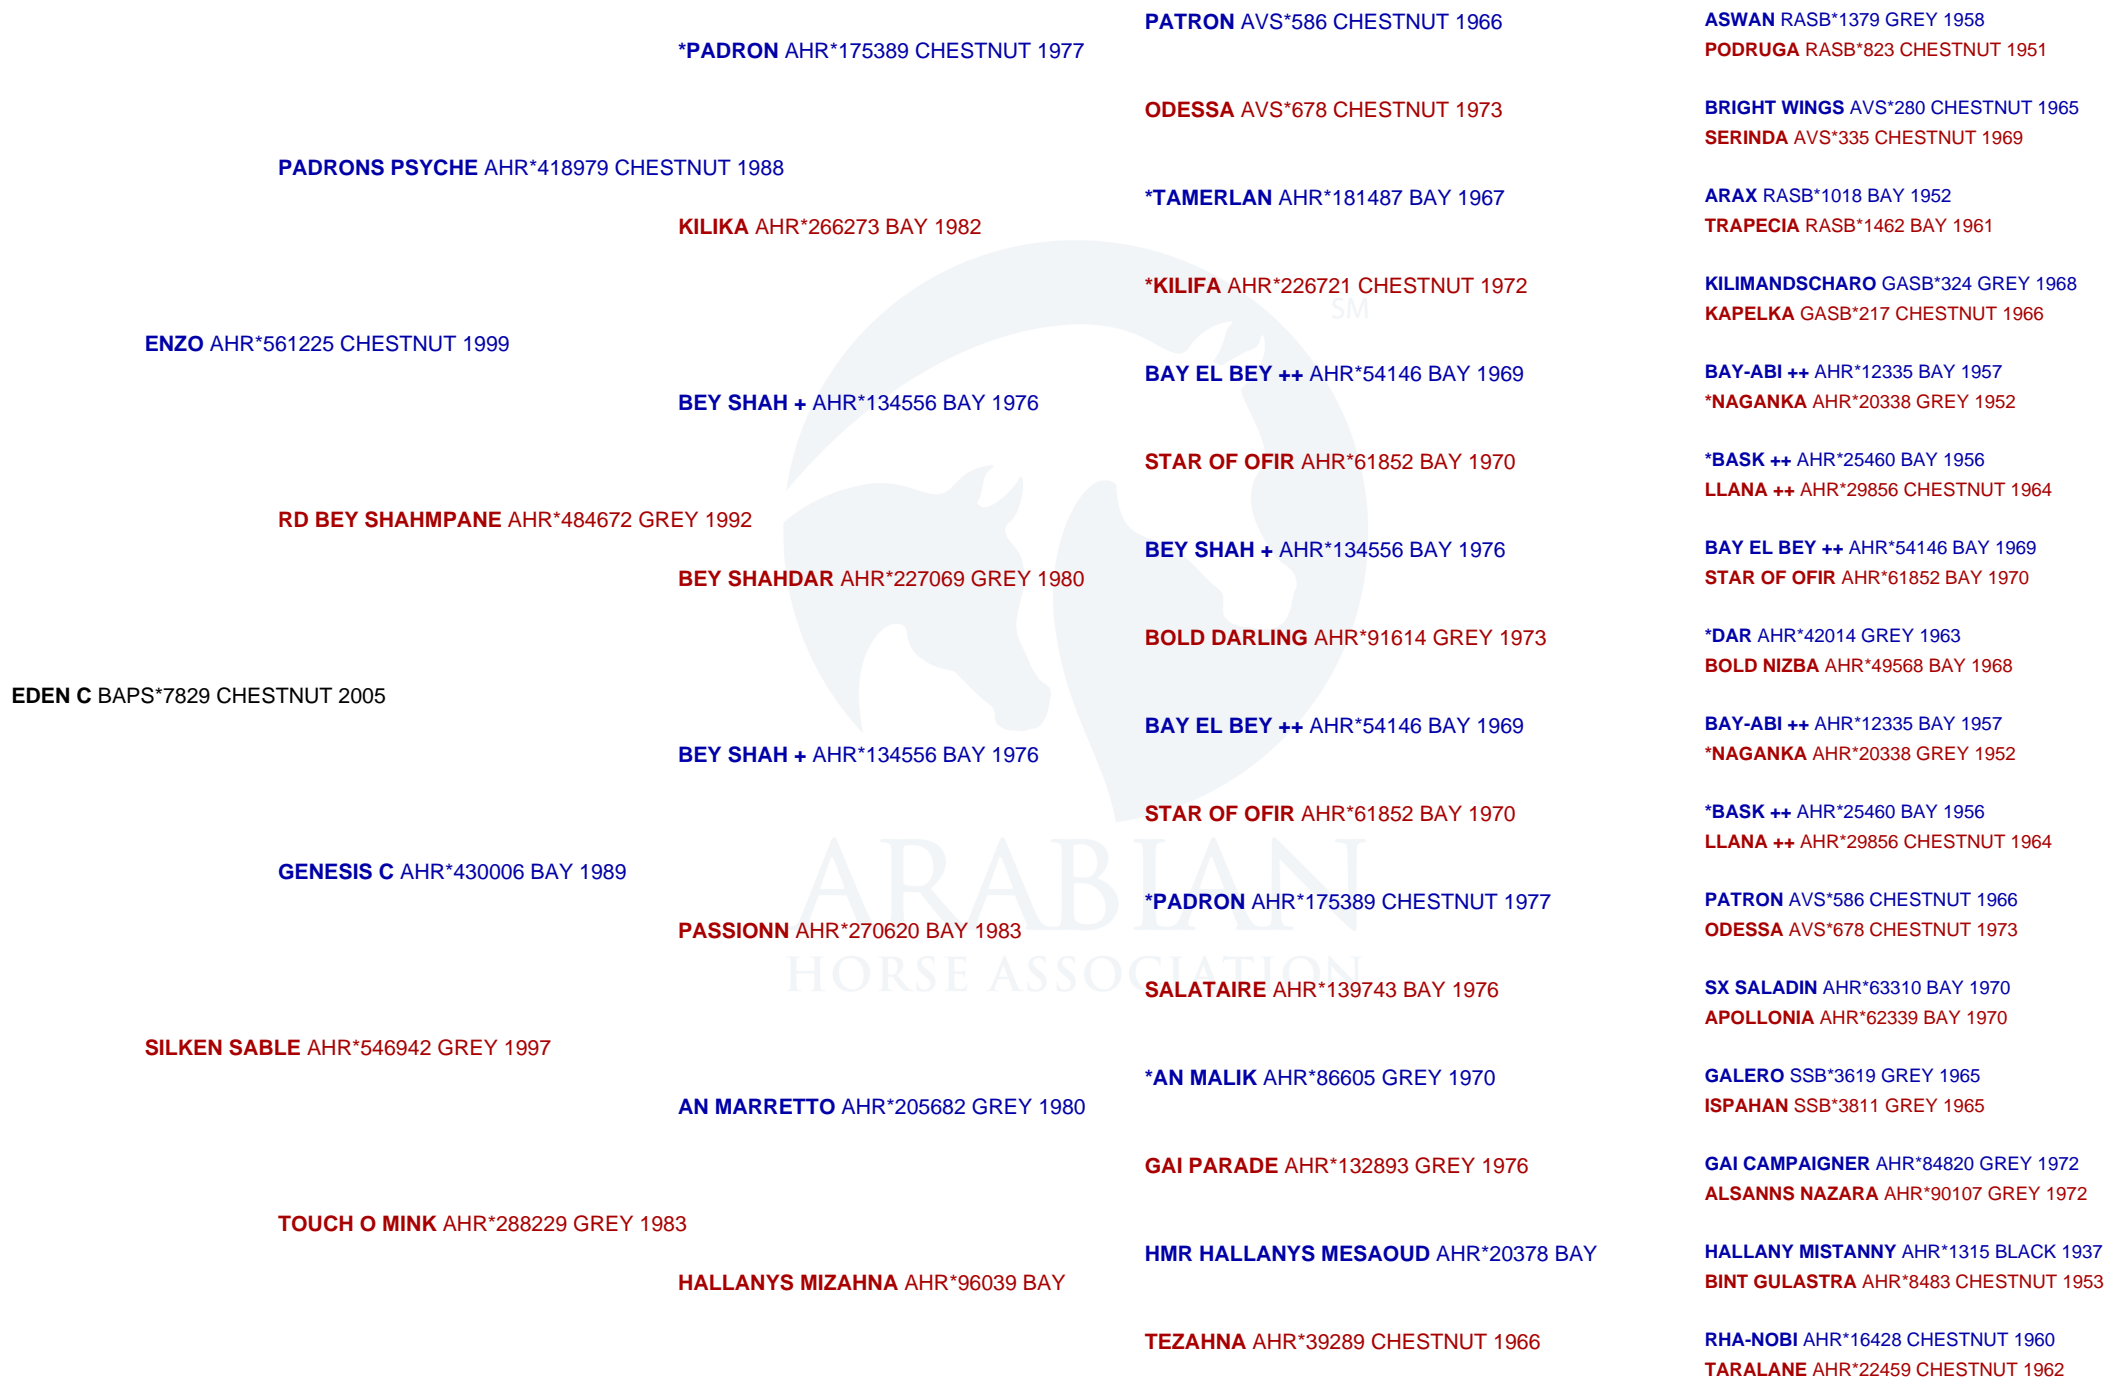 PATRON AVS*586 CHESTNUT 1966
ASWAN RASB*1379 GREY 1958
*PADRON AHR*175389 CHESTNUT 1977
PODRUGA RASB*823 CHESTNUT 1951
ODESSA AVS*678 CHESTNUT 1973
BRIGHT WINGS AVS*280 CHESTNUT 1965
SERINDA AVS*335 CHESTNUT 1969
PADRONS PSYCHE AHR*418979 CHESTNUT 1988
*TAMERLAN AHR*181487 BAY 1967
ARAX RASB*1018 BAY 1952
KILIKA AHR*266273 BAY 1982
TRAPECIA RASB*1462 BAY 1961
*KILIFA AHR*226721 CHESTNUT 1972
KILIMANDSCHARO GASB*324 GREY 1968
SM
KAPELKA GASB*217 CHESTNUT 1966
ENZO AHR*561225 CHESTNUT 1999
BAY EL BEY ++ AHR*54146 BAY 1969
BAY-ABI ++ AHR*12335 BAY 1957
BEY SHAH + AHR*134556 BAY 1976
*NAGANKA AHR*20338 GREY 1952
STAR OF OFIR AHR*61852 BAY 1970
*BASK ++ AHR*25460 BAY 1956
LLANA ++ AHR*29856 CHESTNUT 1964
RD BEY SHAHMPANE AHR*484672 GREY 1992
BEY SHAH + AHR*134556 BAY 1976
BAY EL BEY ++ AHR*54146 BAY 1969
BEY SHAHDAR AHR*227069 GREY 1980
STAR OF OFIR AHR*61852 BAY 1970
BOLD DARLING AHR*91614 GREY 1973
*DAR AHR*42014 GREY 1963
BOLD NIZBA AHR*49568 BAY 1968
EDEN C BAPS*7829 CHESTNUT 2005
BAY EL BEY ++ AHR*54146 BAY 1969
BAY-ABI ++ AHR*12335 BAY 1957
BEY SHAH + AHR*134556 BAY 1976
*NAGANKA AHR*20338 GREY 1952
STAR OF OFIR AHR*61852 BAY 1970
*BASK ++ AHR*25460 BAY 1956
LLANA ++ AHR*29856 CHESTNUT 1964
GENESIS C AHR*430006 BAY 1989
ARABIAN
*PADRON AHR*175389 CHESTNUT 1977
PATRON AVS*586 CHESTNUT 1966
PASSIONN AHR*270620 BAY 1983
ODESSA AVS*678 CHESTNUT 1973
HORSE ASSOCIATION
SALATAIRE AHR*139743 BAY 1976
SX SALADIN AHR*63310 BAY 1970
APOLLONIA AHR*62339 BAY 1970
SILKEN SABLE AHR*546942 GREY 1997
*AN MALIK AHR*86605 GREY 1970
GALERO SSB*3619 GREY 1965
AN MARRETTO AHR*205682 GREY 1980
ISPAHAN SSB*3811 GREY 1965
GAI PARADE AHR*132893 GREY 1976
GAI CAMPAIGNER AHR*84820 GREY 1972
ALSANNS NAZARA AHR*90107 GREY 1972
TOUCH O MINK AHR*288229 GREY 1983
HMR HALLANYS MESAOUD AHR*20378 BAY
HALLANY MISTANNY AHR*1315 BLACK 1937
HALLANYS MIZAHNA AHR*96039 BAY
BINT GULASTRA AHR*8483 CHESTNUT 1953
TEZAHNA AHR*39289 CHESTNUT 1966
RHA-NOBI AHR*16428 CHESTNUT 1960
TARALANE AHR*22459 CHESTNUT 1962